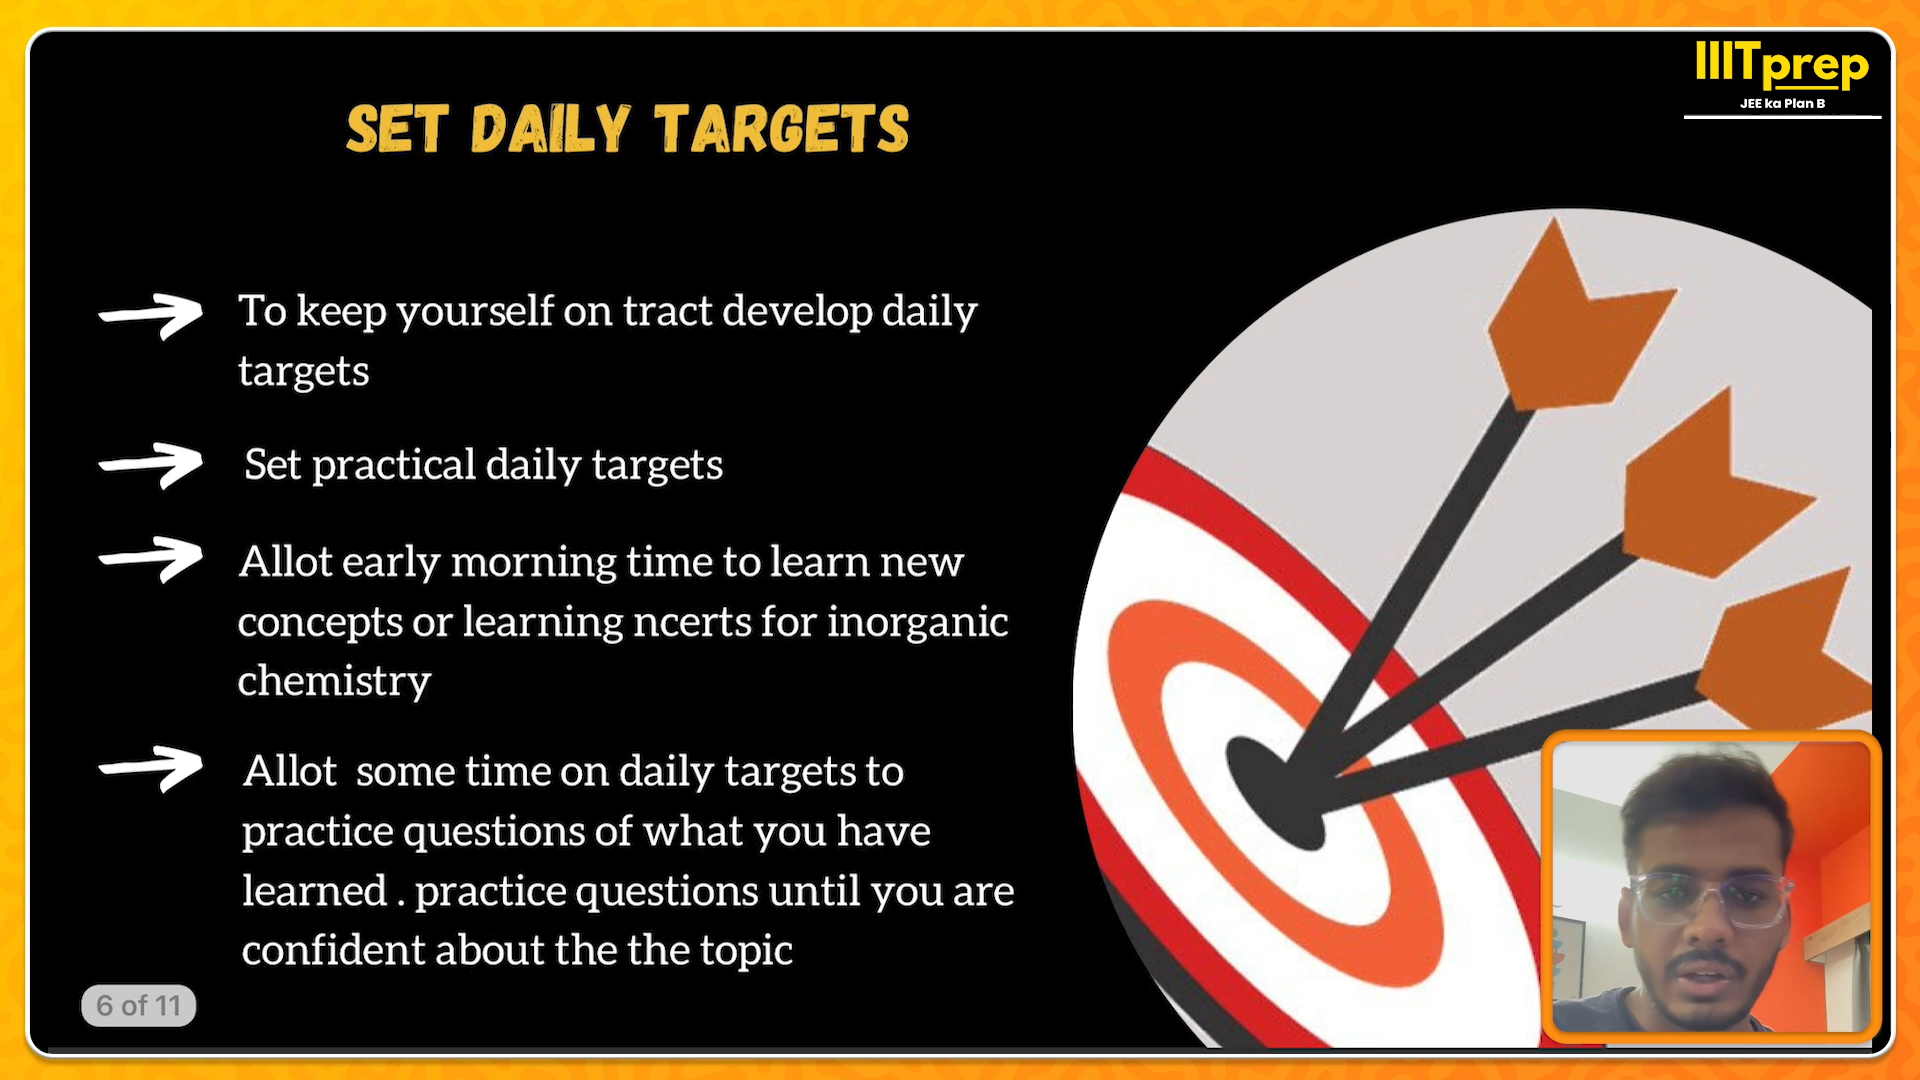 IIITprep
JEE ka Plan B
SET DAILY TARGETS
To keep yourself on tract develop daily
targets
Set practical daily targets
Allot early morning time to learn new
concepts or learning ncerts for inorganic
chemistry
Allot some time on daily targets to
practice questions of what you have
learned . practice questions until you are
confident about the the topic
6 of 11